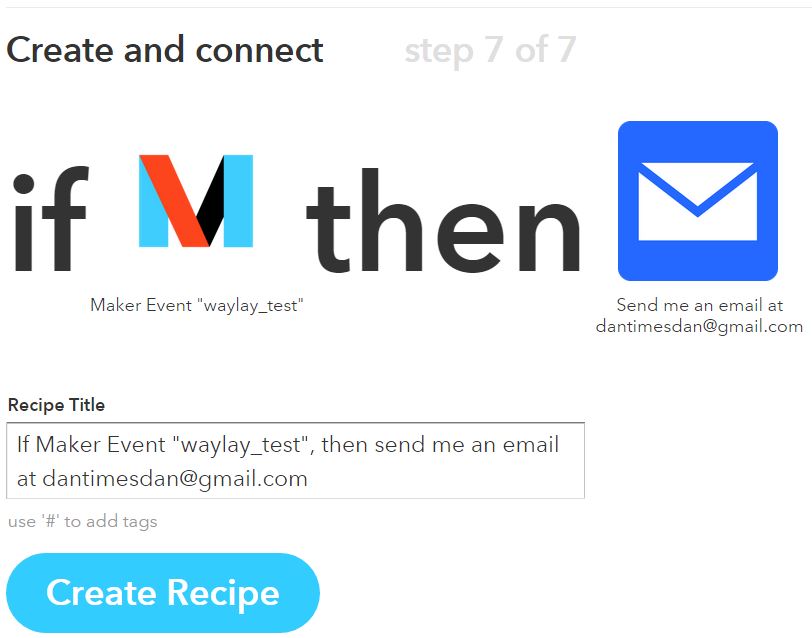 Create and connect step 7 of 7
if M then
Maker Event "waylay_test"
Send me an email at
dantimesdan@gmail.com
Recipe Title
If Maker Event "waylay_test", then send me an email
at dantimesdan@gmail.com
use '#' to add tags
Create Recipe